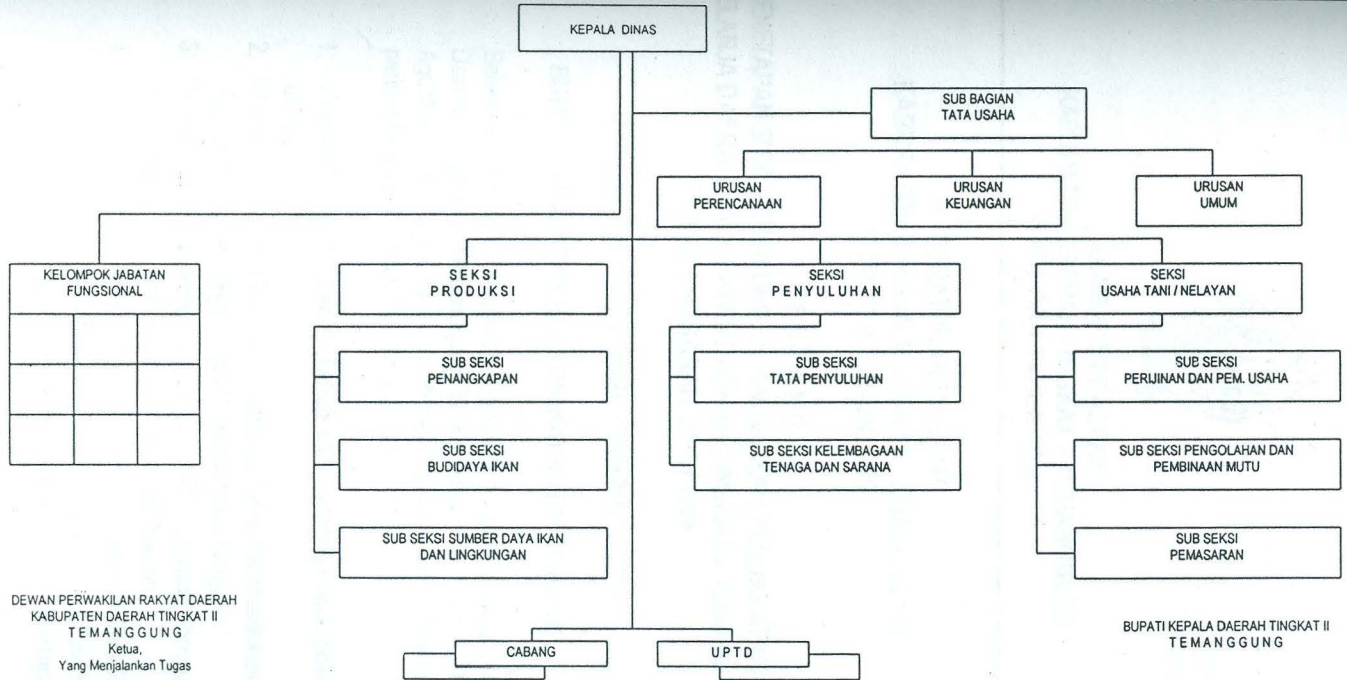 KEPALA DINAS
SUB BAGIAN
TATA USAHA
URUSAN
PERENCANAAN
URUSAN
KEUANGAN
URUSAN
UMUM
KELOMPOK JABATAN
FUNGSIONAL
SEKSI
PRODUKSI
SEKSI
PENYULUHAN
SEKSI
USAHA TANI / NELAYAN
SUB SEKSI
PENANGKAPAN
SUB SEKSI
TATA PENYULUHAN
SUB SEKSI
PERIJINAN DAN PEM. USAHA
SUB SEKSI
BUDIDAYA IKAN
SUB SEKSI KELEMBAGAAN
TENAGA DAN SARANA
SUB SEKSI PENGOLAHAN DAN
PEMBINAAN MUTU
SUB SEKSI SUMBER DAYA IKAN
DAN LINGKUNGAN
SUB SEKSI
PEMASARAN
DEWAN PERWAKILAN RAKYAT DAERAH
KABUPATEN DAERAH TINGKAT II
TEMANGGUNG
Ketua,
Yang Menjalankan Tugas
CABANG
UPTD
BUPATI KEPALA DAERAH TINGKAT II
TEMANGGUNG